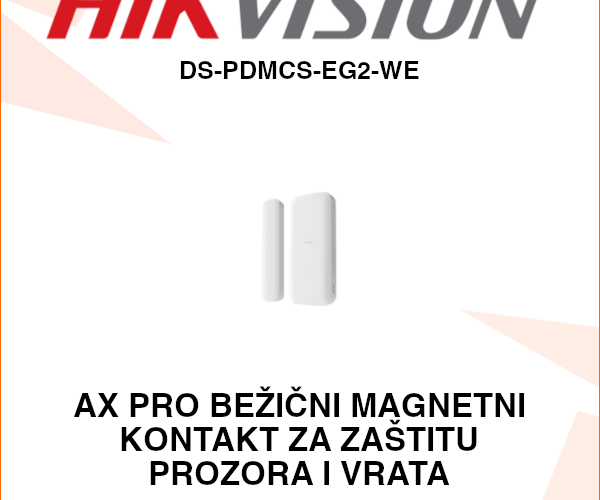 HIKVISION
DS-PDMCS-EG2-WE
AX PRO BEŽIČNI MAGNETNI
KONTAKT ZA ZAŠTITU
PROZORA I VRATA